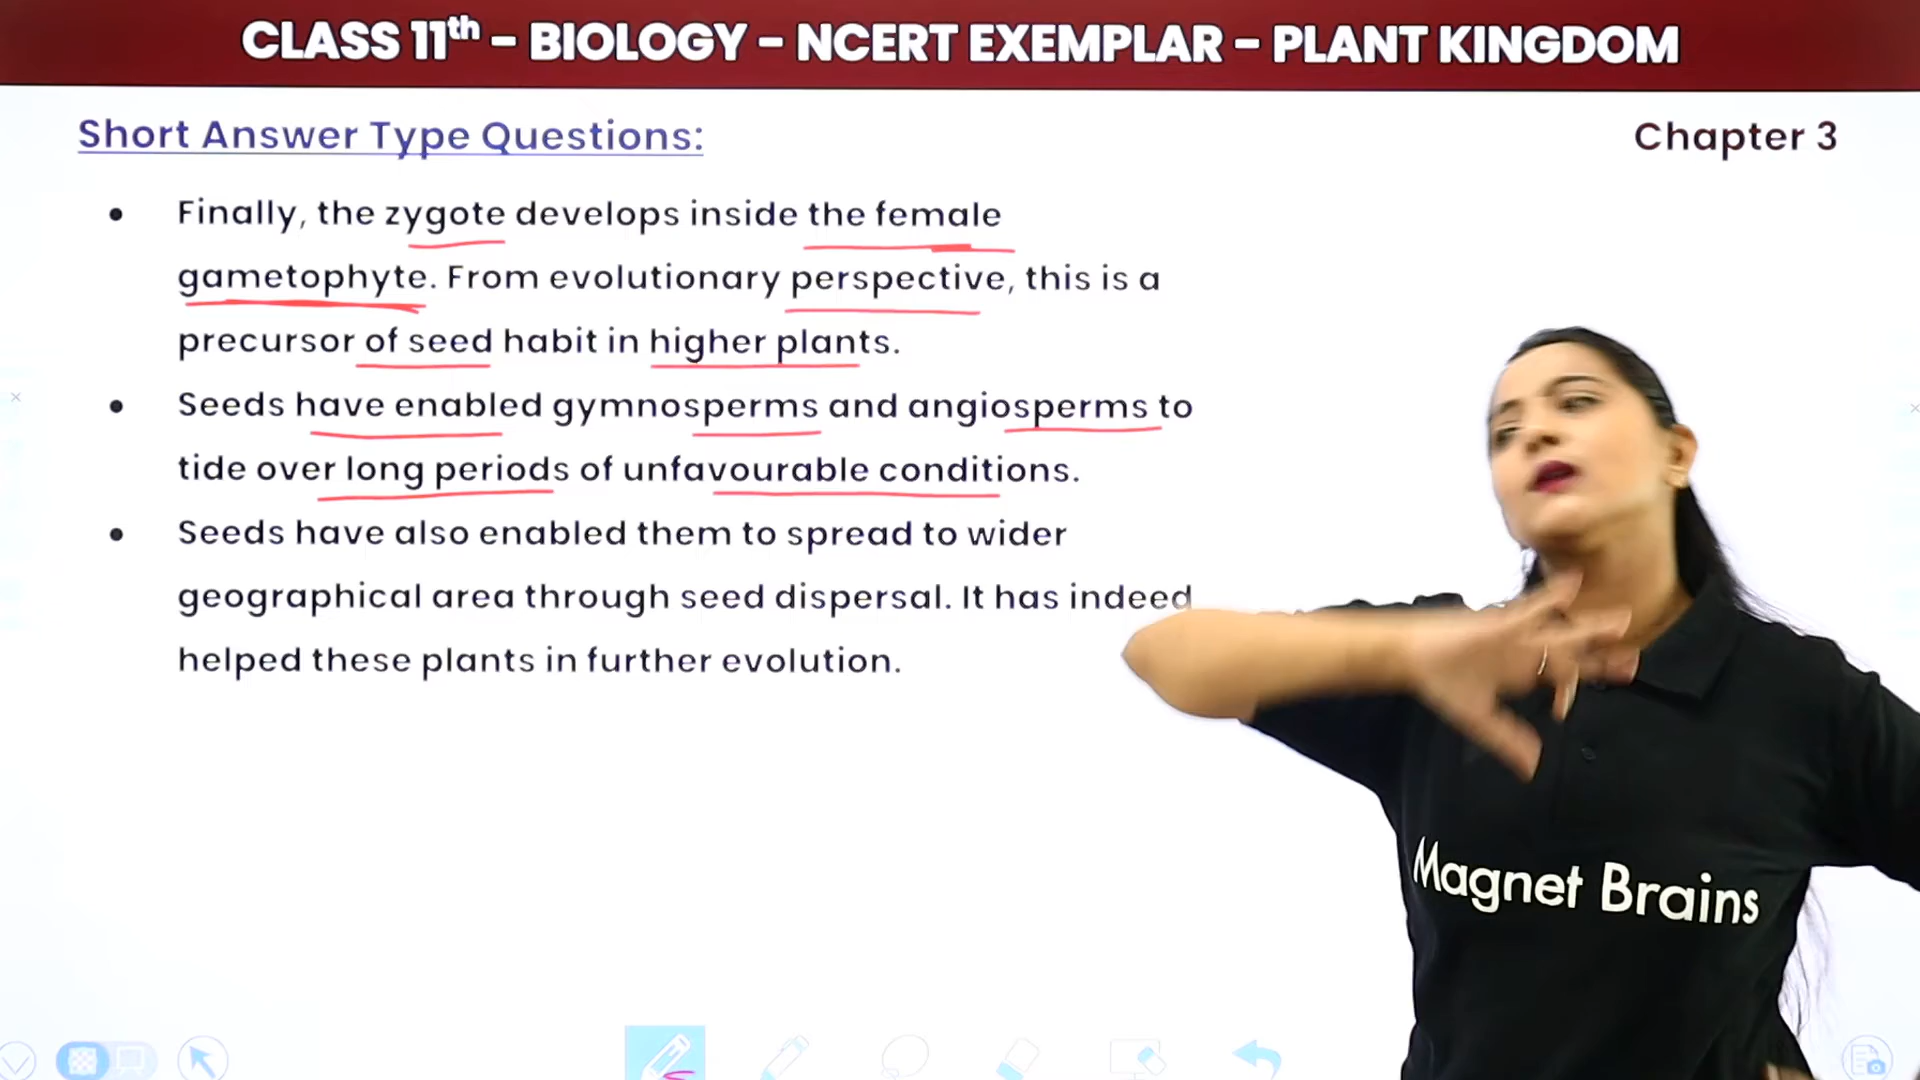 CLASS 11th - BIOLOGY - NCERT EXEMPLAR - PLANT KINGDOM
Short Answer Type Questions:
Chapter 3
• Finally, the zygote develops inside the female
gametophyte. From evolutionary perspective, this is a
precursor of seed habit in higher plants.
• Seeds have enabled gymnosperms and angiosperms to
tide over long periods of unfavourable conditions.
• Seeds have also enabled them to spread to wider
geographical area through seed dispersal. It has indeed
helped these plants in further evolution.
Magnet Brains